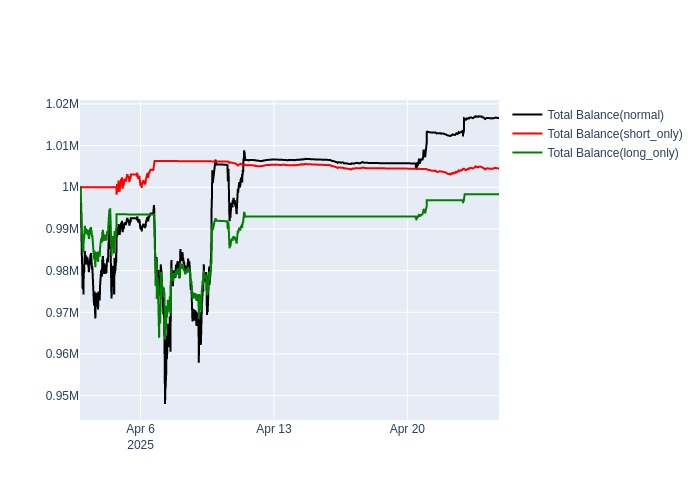 1.02M
1.01M
1M
0.99M
0.98M
0.97M
0.96M
0.95M
Apr 6
2025
Apr 13
Apr 20
Total Balance(normal)
Total Balance(short_only)
Total Balance(long_only)